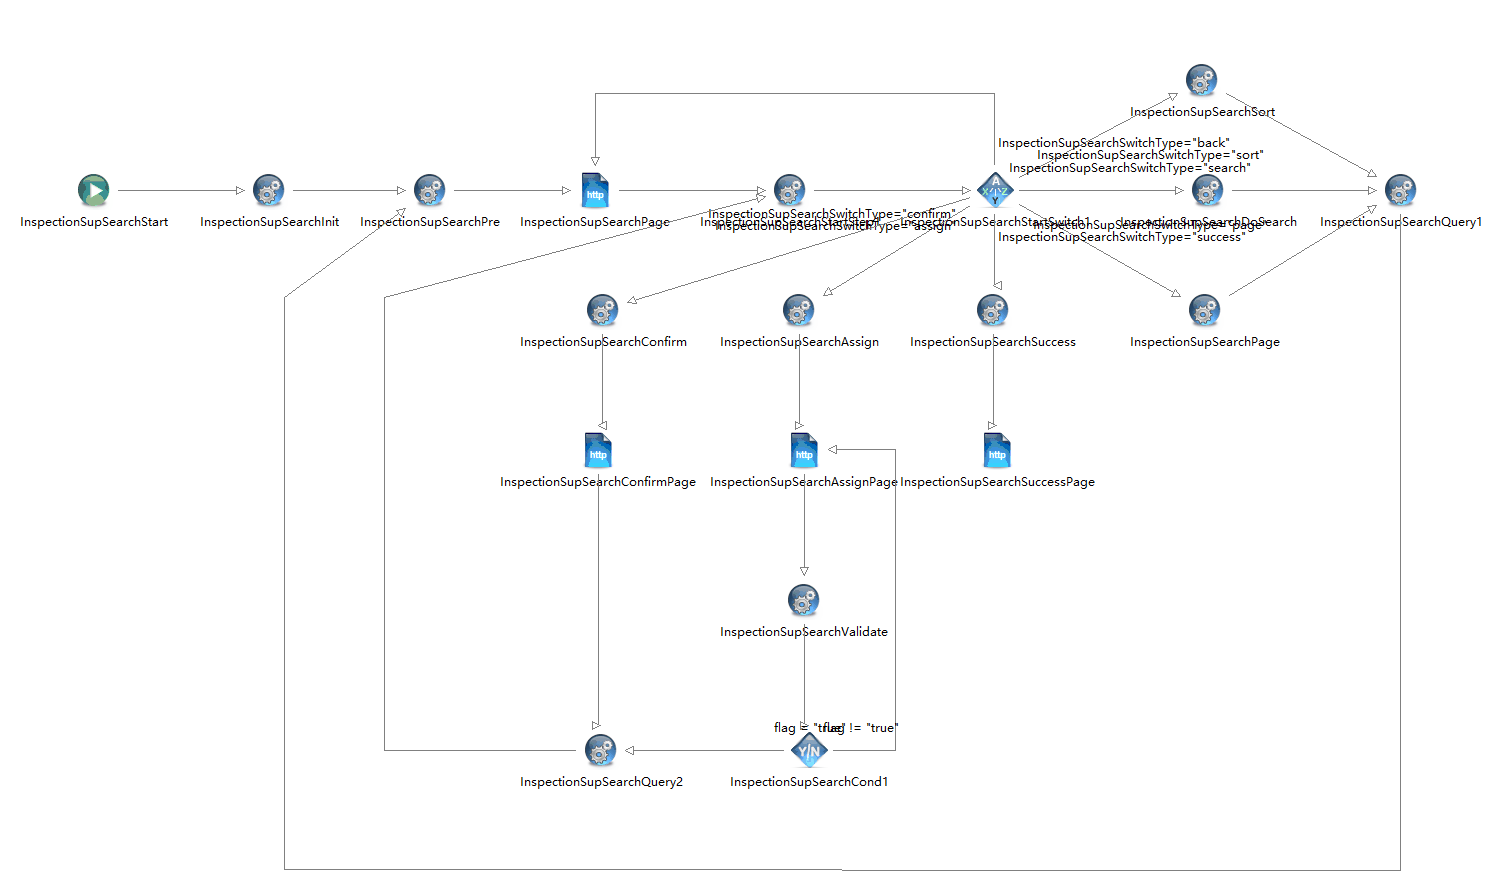 InspectionSupSearchSort
InspectionSupSearchSwitchType="back"
InspectionSupSearchSwitchType="sort"
InspectionSupSearchSwitchType="search"
InspectionSupSearchStart
InspectionSupSearchInit
InspectionSupSearchPre
http
InspectionSupSearchPage
InspectionSupSearchSwitchType="confirm"
InspectionSupSearchSwitchType="assign"
A
X
Z
Y
InspectionSupSearchStartSwitch1
InspectionSupSearchDoSearch
InspectionSupSearchSwitchType="page"
InspectionSupSearchSwitchType="success"
InspectionSupSearchQuery1
InspectionSupSearchConfirm
InspectionSupSearchAssign
InspectionSupSearchSuccess
InspectionSupSearchPage
http
http
http
InspectionSupSearchConfirmPage
InspectionSupSearchAssignPage
InspectionSupSearchSuccessPage
InspectionSupSearchValidate
flag = "true"
flag != "true"
Y/N
InspectionSupSearchQuery2
InspectionSupSearchCond1